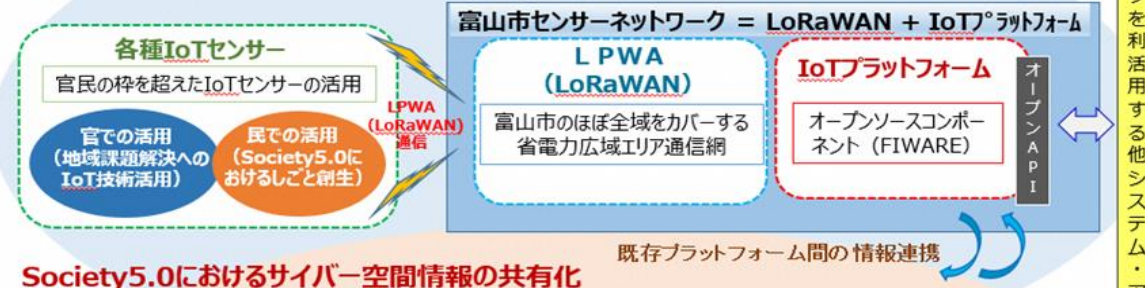 富山市センサーネットワーク = LoRaWAN + IoTプラットフォーム
各種IoTセンサー
官民の枠を超えたIoTセンサーの活用
官での活用
(地域課題解決への
IoT技術活用)
民での活用
(Society5.0に
おけるしごと創生)
LPWA
(LoRaWAN)
通信
LPWA
(LoRaWAN)
富山市のほぼ全域をカバーする
省電力広域エリア通信網
IoTプラットフォーム
オープンソースコンポー
ネント(FIWARE)
オープンAPI
を利活用する他システム・
既存プラットフォーム間の情報連携
Society5.0におけるサイバー空間情報の共有化